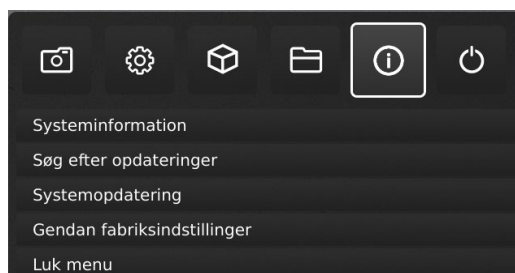 Systeminformation
Søg efter opdateringer
Systemopdatering
Gendan fabriksindstillinger
Luk menu